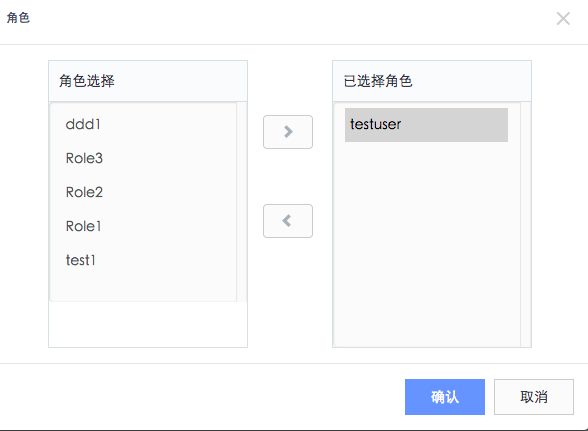 角色
角色选择
ddd1
Role3
Role2
Role1
test1
已选择角色
testuser
确认
取消